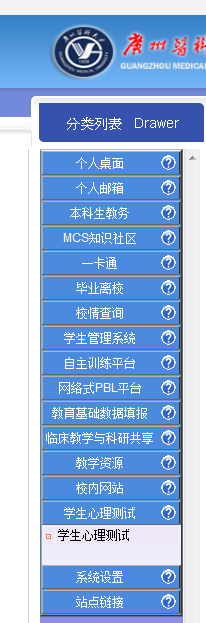 廣州醫科
GUANGZHOU MEDICAL
分类列表 Drawer
个人桌面
个人邮箱
本科生教务
MCS知识社区
一卡通
毕业离校
校情查询
学生管理系统
自主训练平台
网络式PBL平台
教育基础数据填报
临床教学与科研共享
教学资源
校内网站
学生心理测试
学生心理测试
系统设置
站点链接